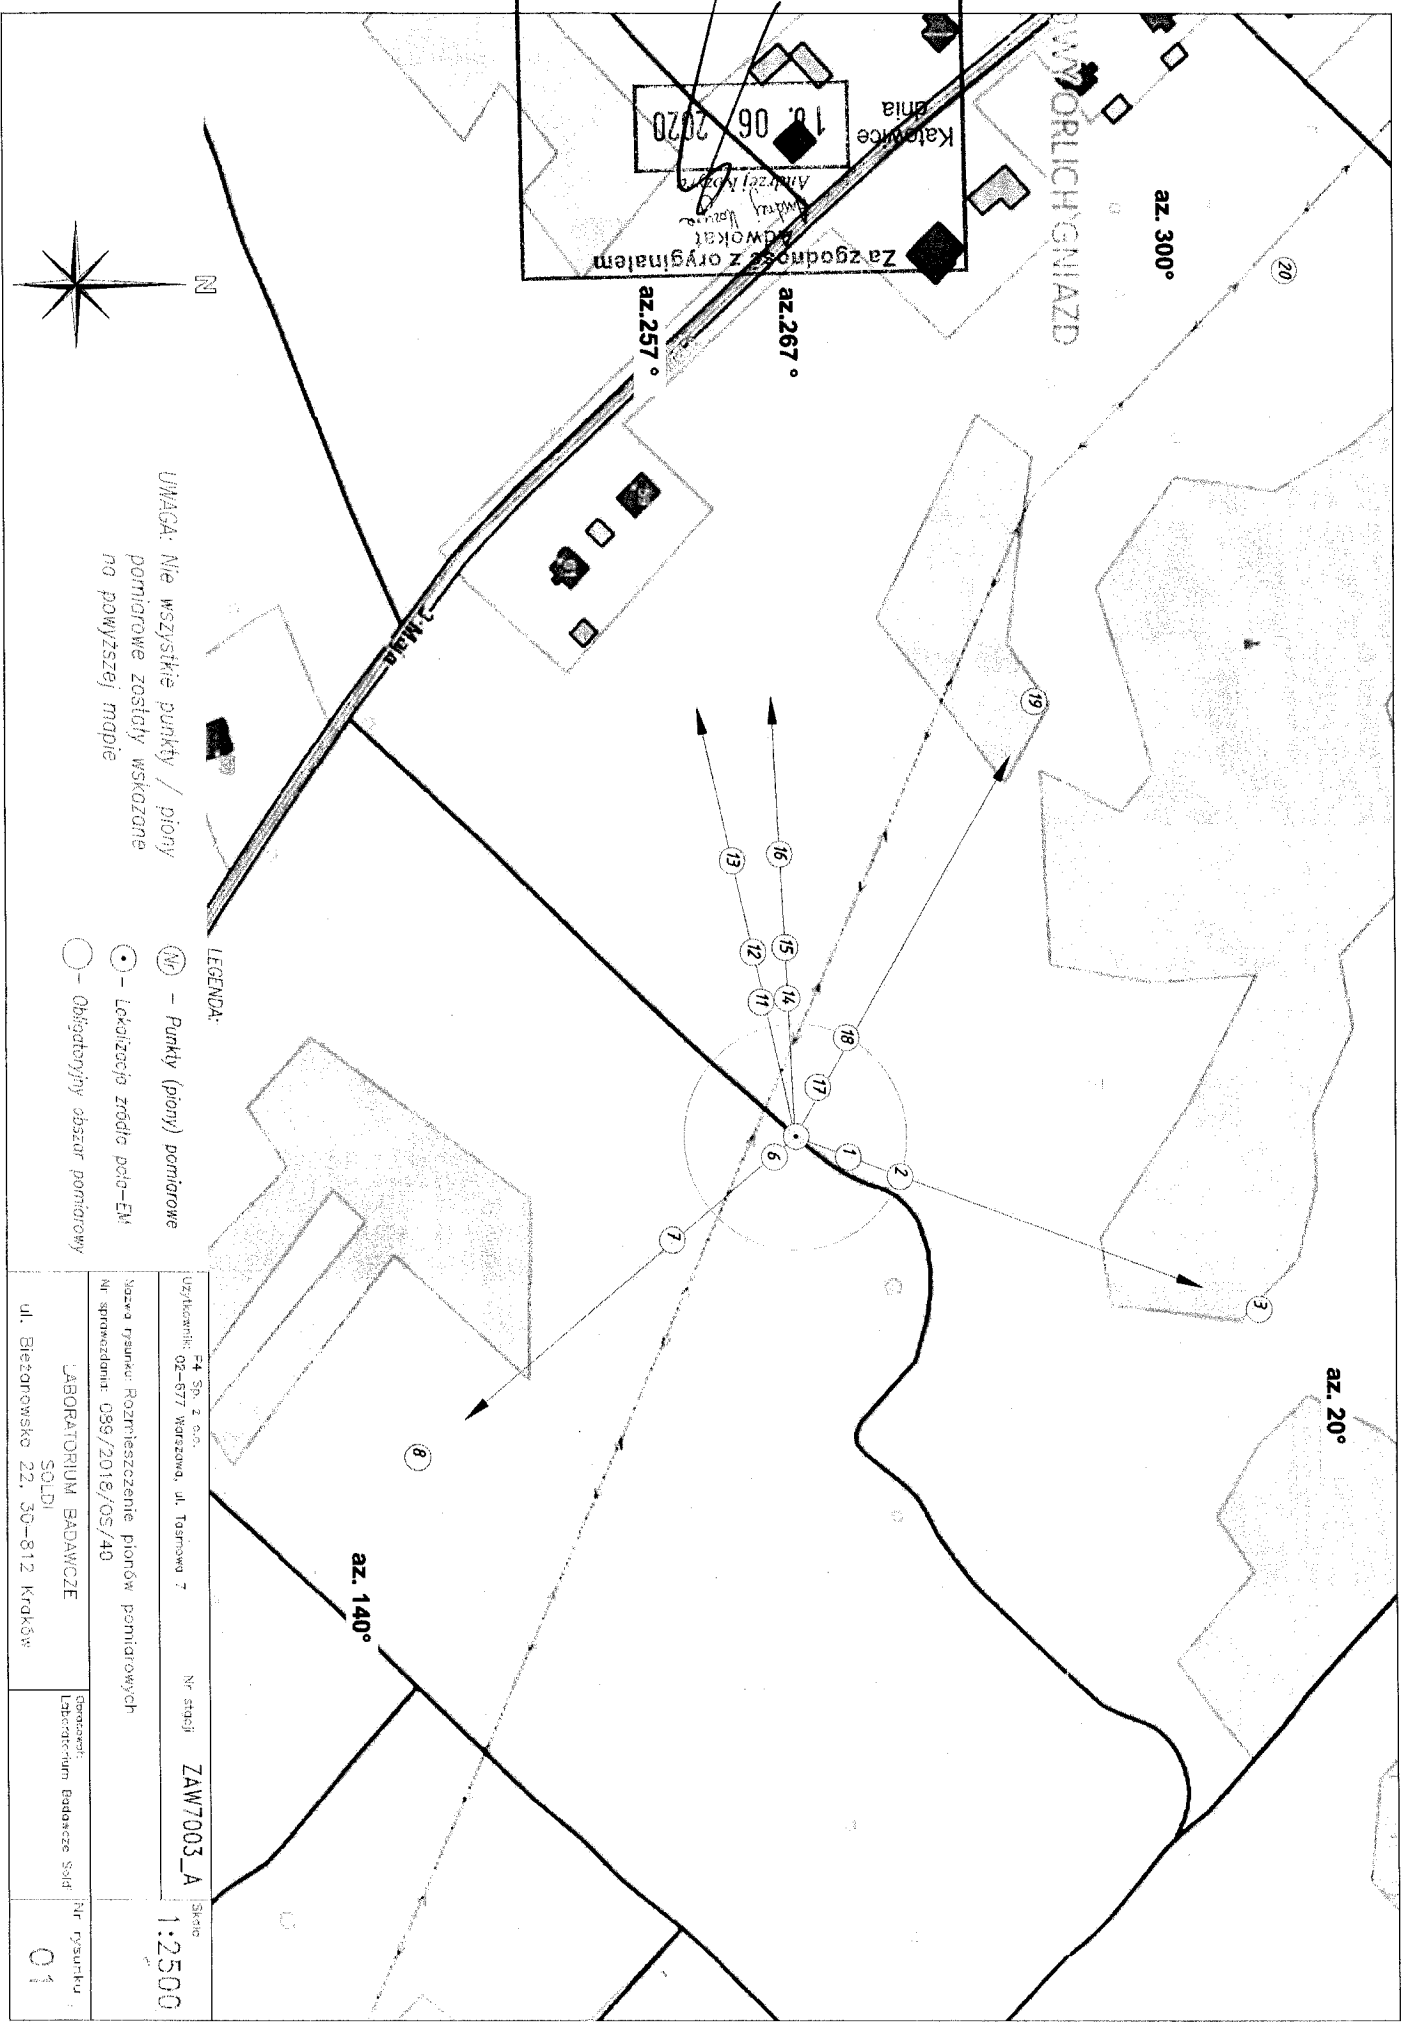 OWY ORLICH GNIAZD
az. 300°
20
az. 20°
az.267 °
az.257 °
Za zgodność z oryginałem
Adwokat
Katowice
dnia
06. 2020
3 Maja
N
19
3
16
15
14
13
12
11
18
17
1
2
6
7
8
az. 140°
UWAGA: Nie wszystkie punkty / piony
pomiarowe zostały wskazane
na powyższej mapie
LEGENDA:
Nr - Punkty (piony) pomiarowe
- Lokalizacja źródła pola-EM
- Obligatoryjny obszar pomiarowy
Użytkownik: F4 Sp. z o.o.
02-677 Warszawa, ul. Taśmowa 7
Nr stacji ZAW7003_A
Skala
1:2500
Nazwa rysunku: Rozmieszczenie pionów pomiarowych
Nr sprawozdania: 089/2018/OS/40
LABORATORIUM BADAWCZE
SOLDI
ul. Bieżanowska 22, 30-812 Kraków
Opracował:
Laboratorium Badawcze Soldi
Nr rysunku :
01